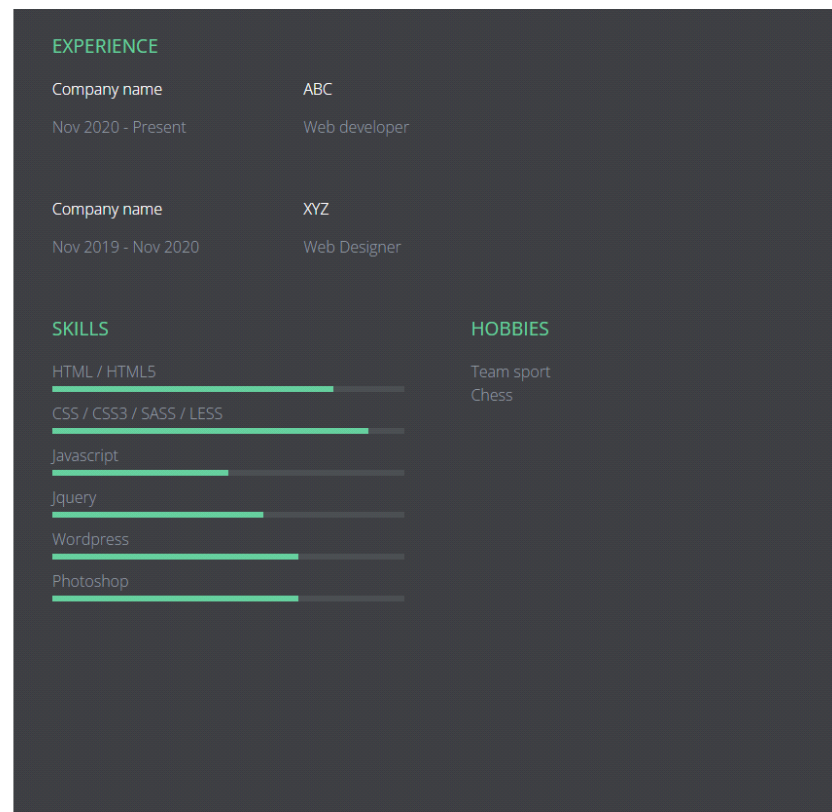 EXPERIENCE
Company name ABC
Nov 2020 - Present Web developer
Company name XYZ
Nov 2019 - Nov 2020 Web Designer
SKILLS
HTML / HTML5
CSS / CSS3 / SASS / LESS
Javascript
Jquery
Wordpress
Photoshop
HOBBIES
Team sport
Chess